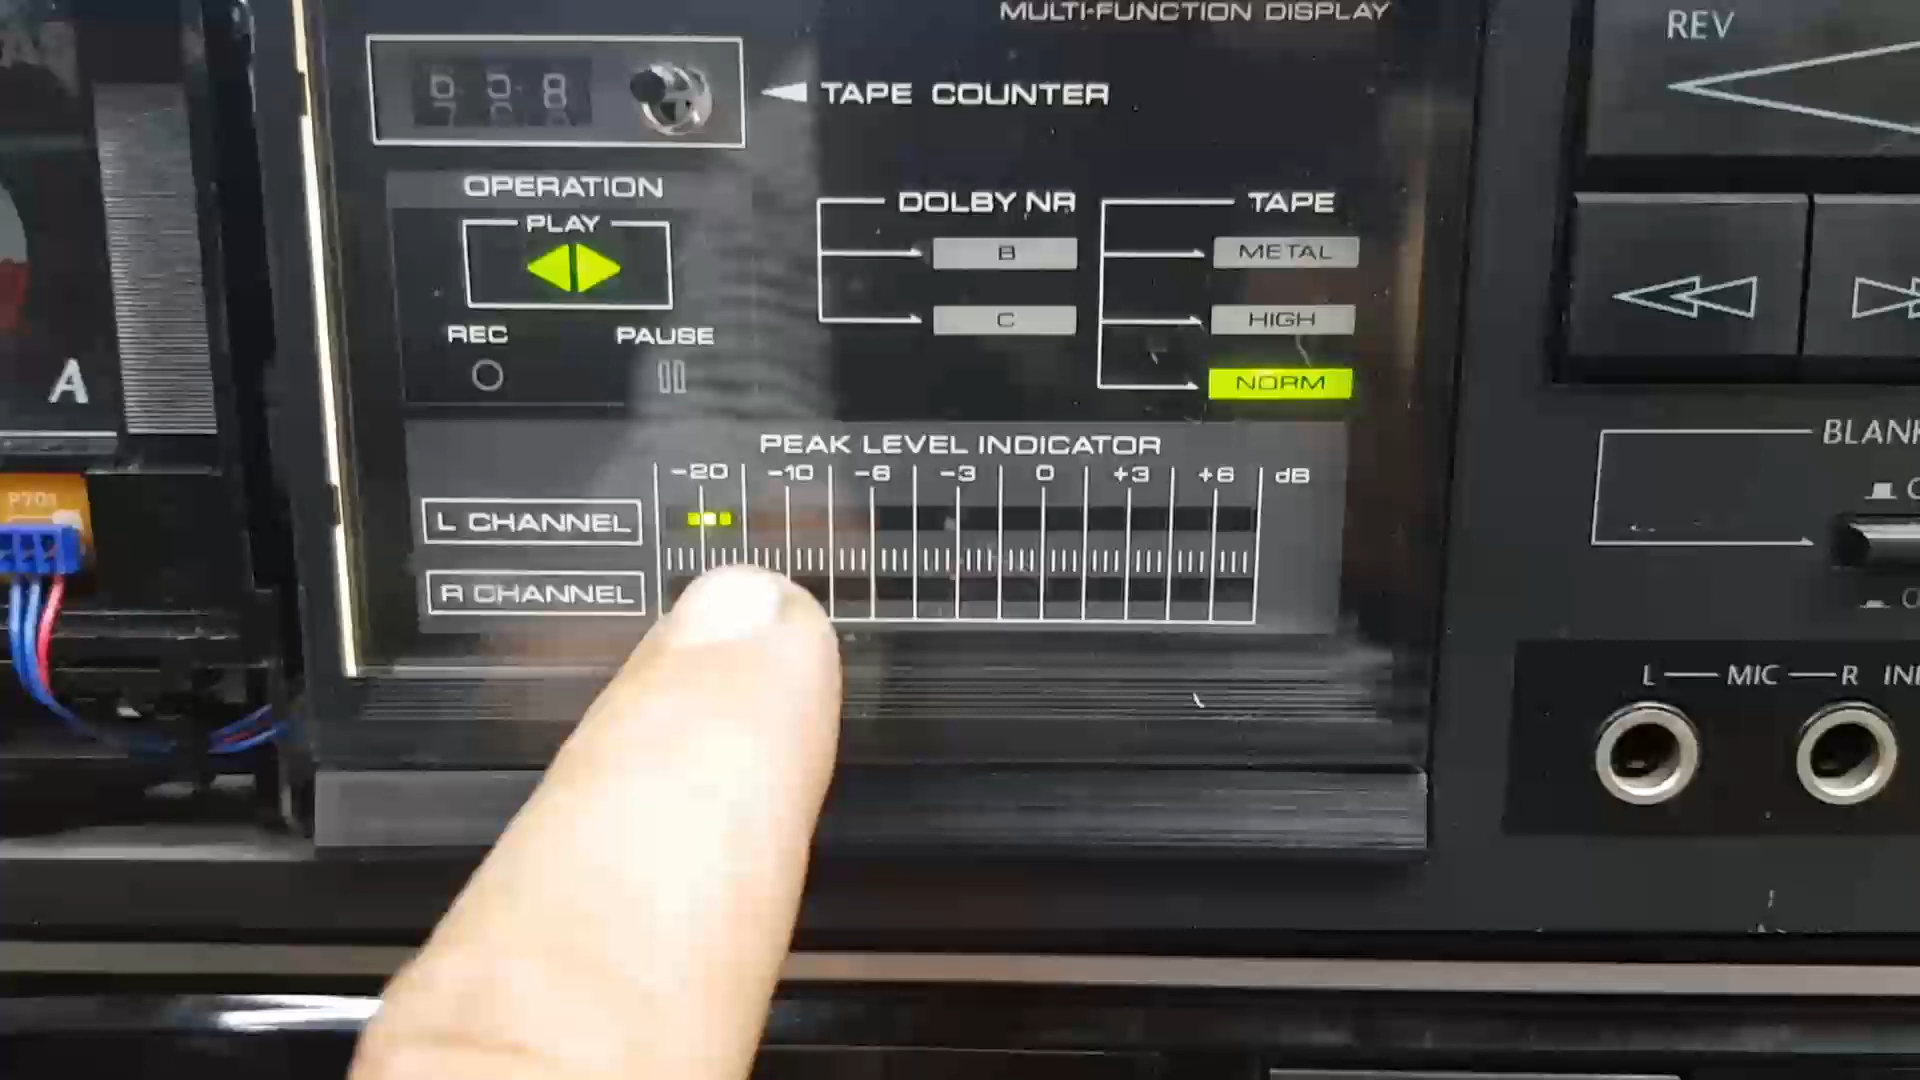 MULTI-FUNCTION DISPLAY
REV
TAPE COUNTER
OPERATION
PLAY
REC PAUSE
DOLBY NR
B
C
TAPE
METAL
HIGH
NORM
A
PEAK LEVEL INDICATOR
-20 -10 -6 -3 0 +3 +6 dB
L CHANNEL
R CHANNEL
BLANK
L MIC R